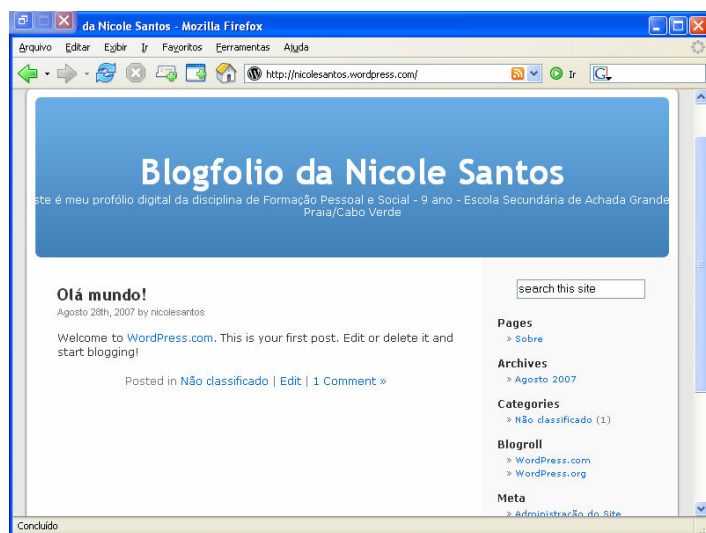 da Nicole Santos - Mozilla Firefox
Arquivo Editar Exibir Ir Favoritos Ferramentas Ajuda
http://nicolesantos.wordpress.com/ Ir
Blogfolio da Nicole Santos
ste é meu profólio digital da disciplina de Formação Pessoal e Social - 9 ano - Escola Secundária de Achada Grande
Praia/Cabo Verde
search this site
Olá mundo!
Agosto 28th, 2007 by nicolesantos
Welcome to WordPress.com. This is your first post. Edit or delete it and
start blogging!
Posted in Não classificado | Edit | 1 Comment »
Pages
» Sobre
Archives
» Agosto 2007
Categories
» Não classificado (1)
Blogroll
» WordPress.com
» WordPress.org
Meta
» Administração do Site
Concluído